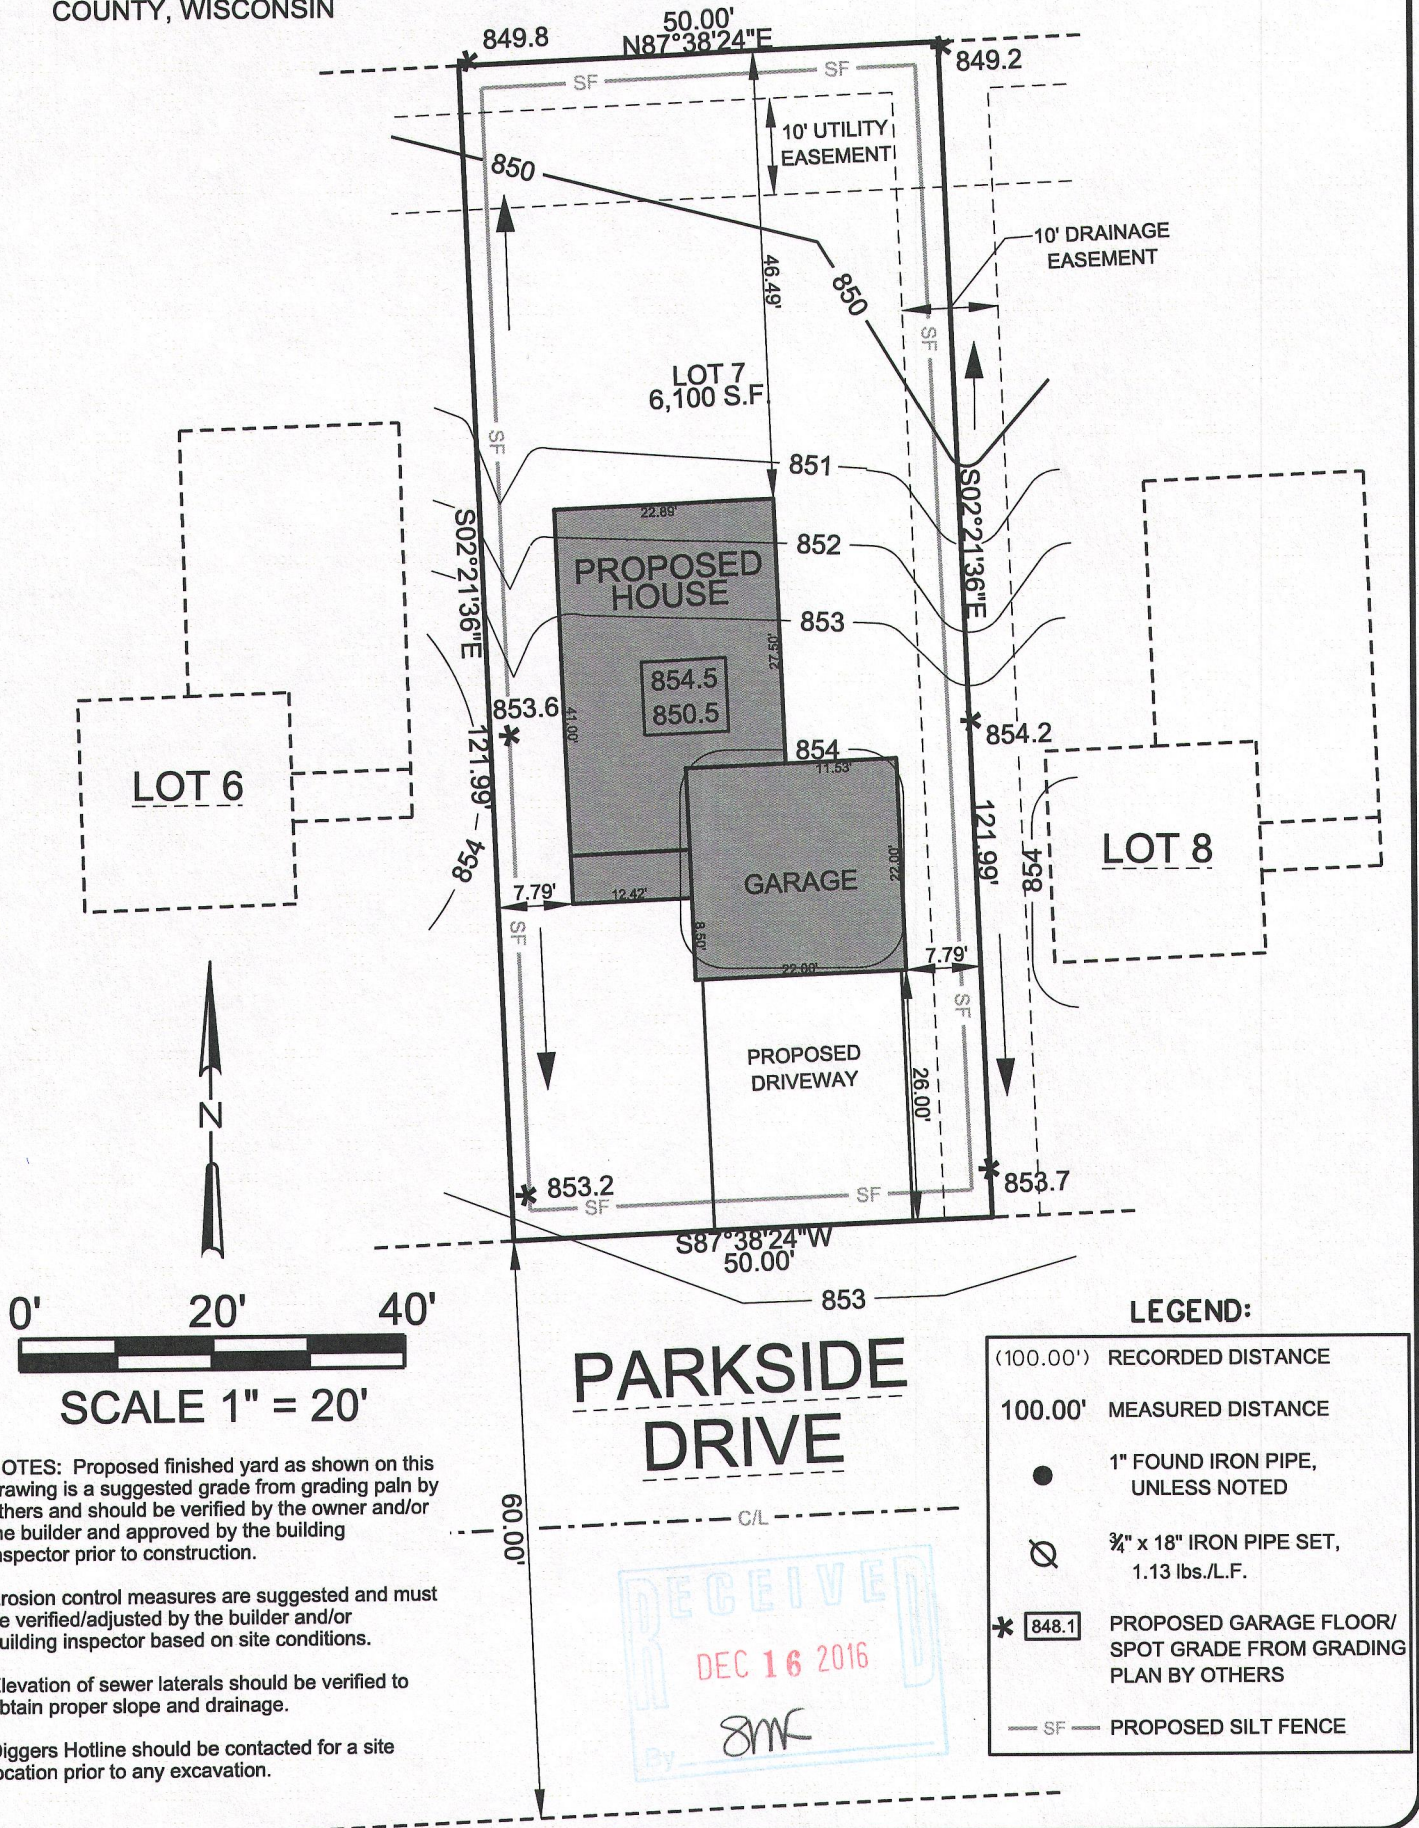 COUNTY, WISCONSIN
50.00'
N87°38'24"E
849.8
849.2
SF
SF
10' UTILITY
EASEMENT
850
10' DRAINAGE
EASEMENT
46.49'
850
SF
LOT 7
6,100 S.F.
SF
851
S02°21'36"E
S02°21'36"E
22.89'
852
PROPOSED
HOUSE
853
27.50'
854.5
850.5
853.6
41.00'
854.2
854
11.53'
121.99'
121.99'
LOT 6
854
854
LOT 8
GARAGE
22.00'
7.79'
12.42'
SF
8.50'
22.00'
7.79'
SF
PROPOSED
DRIVEWAY
26.00'
N
853.2
853.7
SF
SF
S87°38'24"W
50.00'
853
0' 20' 40'
SCALE 1" = 20'
PARKSIDE
DRIVE
60.00'
C/L
LEGEND:
(100.00') RECORDED DISTANCE
100.00' MEASURED DISTANCE
1" FOUND IRON PIPE,
UNLESS NOTED
¾" x 18" IRON PIPE SET,
1.13 lbs./L.F.
* 848.1 PROPOSED GARAGE FLOOR/
SPOT GRADE FROM GRADING
PLAN BY OTHERS
SF PROPOSED SILT FENCE
OTES: Proposed finished yard as shown on this
rawing is a suggested grade from grading paln by
thers and should be verified by the owner and/or
he builder and approved by the building
nspector prior to construction.
rosion control measures are suggested and must
e verified/adjusted by the builder and/or
uilding inspector based on site conditions.
levation of sewer laterals should be verified to
btain proper slope and drainage.
iggers Hotline should be contacted for a site
ocation prior to any excavation.
RECEIVED
DEC 16 2016
By SMK